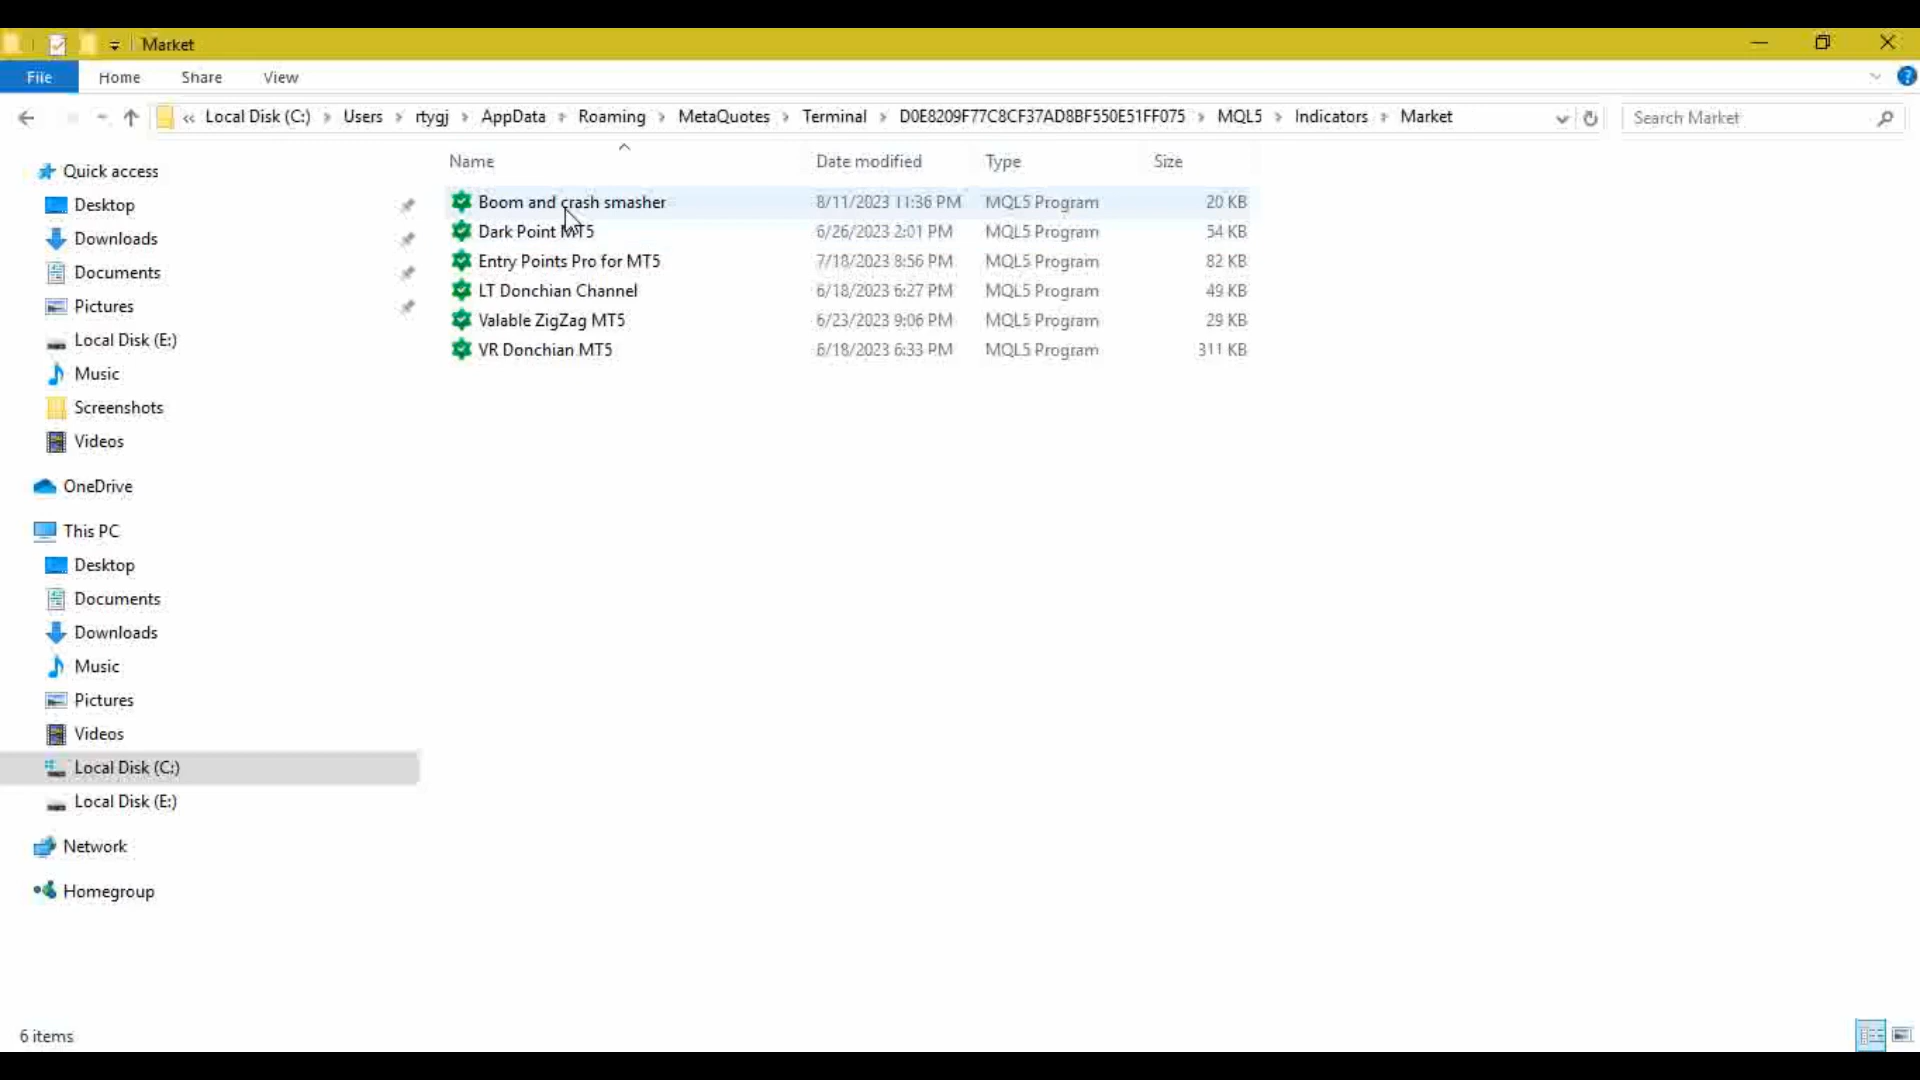 Market
File Home Share View
« Local Disk (C:) › Users › rtygj › AppData › Roaming › MetaQuotes › Terminal › D0E8209F77C8CF37AD8BF550E51FF075 › MQL5 › Indicators › Market Search Market
Name Date modified Type Size
Boom and crash smasher 8/11/2023 11:36 PM MQL5 Program 20 KB
Dark Point MT5 6/26/2023 2:01 PM MQL5 Program 54 KB
Entry Points Pro for MT5 7/18/2023 8:56 PM MQL5 Program 82 KB
LT Donchian Channel 6/18/2023 6:27 PM MQL5 Program 49 KB
Valable ZigZag MT5 6/23/2023 9:06 PM MQL5 Program 29 KB
VR Donchian MT5 6/18/2023 6:33 PM MQL5 Program 311 KB
Quick access
Desktop
Downloads
Documents
Pictures
Local Disk (E:)
Music
Screenshots
Videos
OneDrive
This PC
Desktop
Documents
Downloads
Music
Pictures
Videos
Local Disk (C:)
Local Disk (E:)
Network
Homegroup
6 items